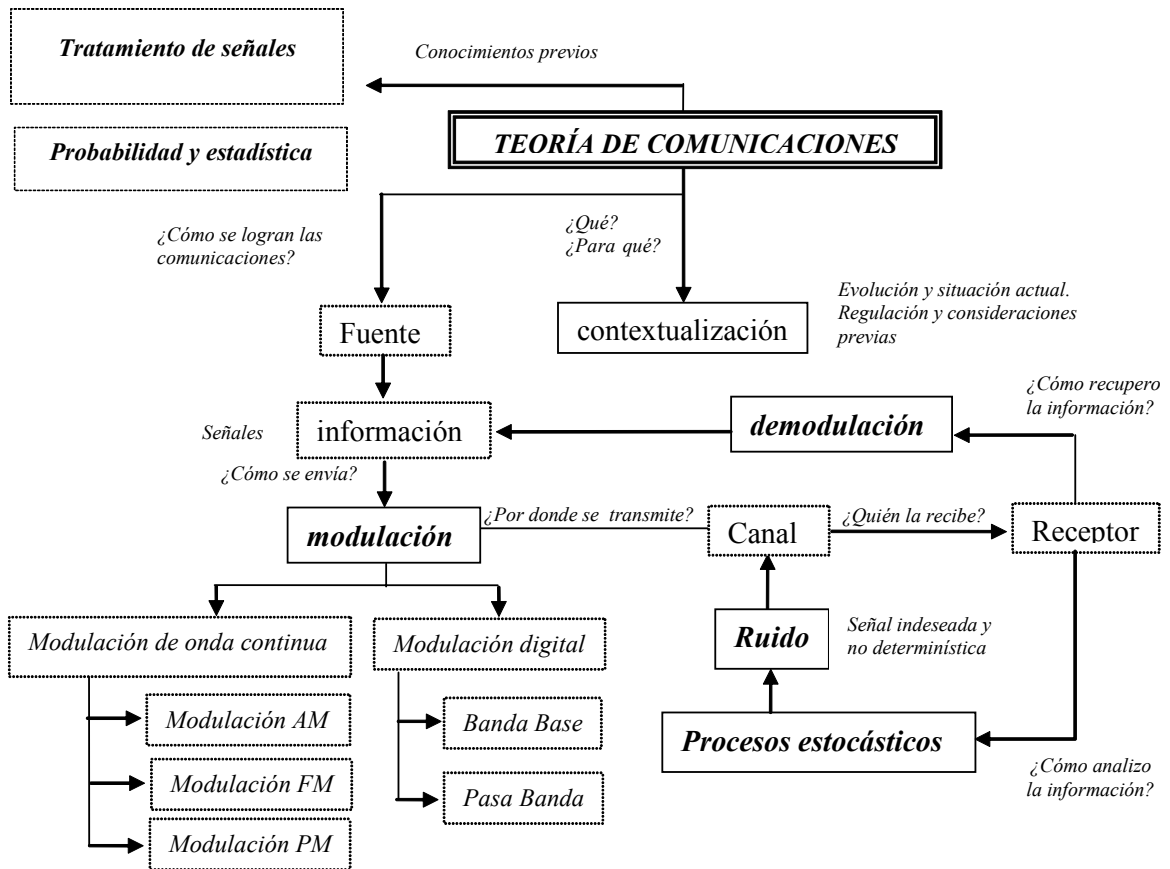 Tratamiento de señales
Conocimientos previos
TEORÍA DE COMUNICACIONES
Probabilidad y estadística
¿Cómo se logran las
comunicaciones?
¿Qué?
¿Para qué?
Evolución y situación actual.
Regulación y consideraciones
previas
Fuente
contextualización
¿Cómo recupero
la información?
Señales
información
demodulación
¿Cómo se envía?
modulación
¿Por donde se transmite?
Canal
¿Quién la recibe?
Receptor
Modulación de onda continua
Modulación digital
Ruido
Señal indeseada y
no determinística
Modulación AM
Banda Base
Procesos estocásticos
Modulación FM
Pasa Banda
¿Cómo analizo
la información?
Modulación PM